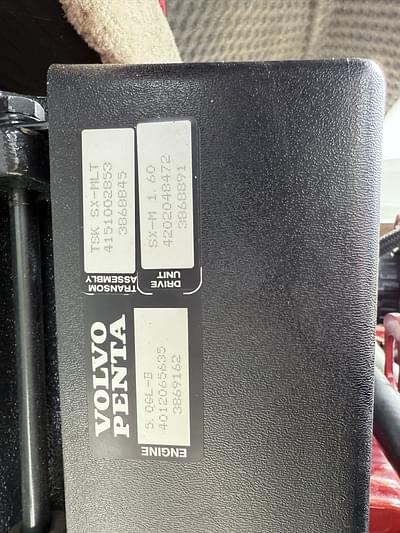 VOLVO
PENTA
ENGINE
5.0GL-B
4012065635
3869162
TRANSOM
ASSEMBLY
TSK SX-MLT
4151002853
3868845
DRIVE
UNIT
SX-M 1.60
4202048472
3868891